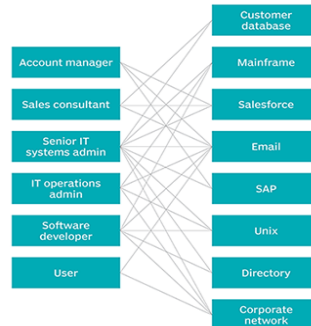 Account manager
Sales consultant
Senior IT
systems admin
IT operations
admin
Software
developer
User
Customer
database
Mainframe
Salesforce
Email
SAP
Unix
Directory
Corporate
network